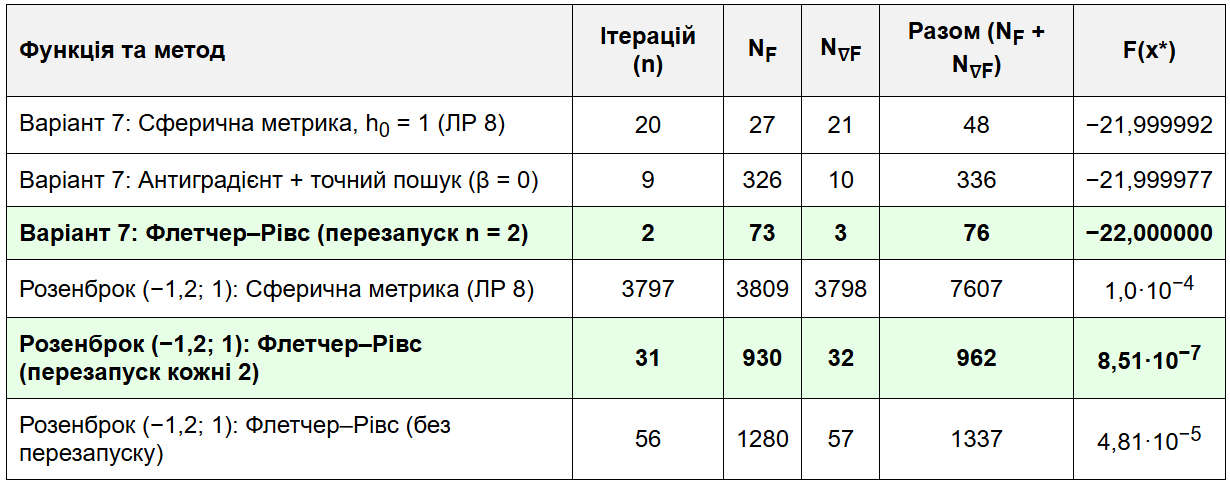 Функція та метод | Ітерацій (n) | N_F | N_∇F | Разом (N_F + N_∇F) | F(x*)
Варіант 7: Сферична метрика, h₀ = 1 (ЛР 8) | 20 | 27 | 21 | 48 | −21,999992
Варіант 7: Антиградієнт + точний пошук (β = 0) | 9 | 326 | 10 | 336 | −21,999977
Варіант 7: Флетчер–Рівс (перезапуск n = 2) | 2 | 73 | 3 | 76 | −22,000000
Розенброк (−1,2; 1): Сферична метрика (ЛР 8) | 3797 | 3809 | 3798 | 7607 | 1,0·10⁻⁴
Розенброк (−1,2; 1): Флетчер–Рівс (перезапуск кожні 2) | 31 | 930 | 32 | 962 | 8,51·10⁻⁷
Розенброк (−1,2; 1): Флетчер–Рівс (без перезапуску) | 56 | 1280 | 57 | 1337 | 4,81·10⁻⁵